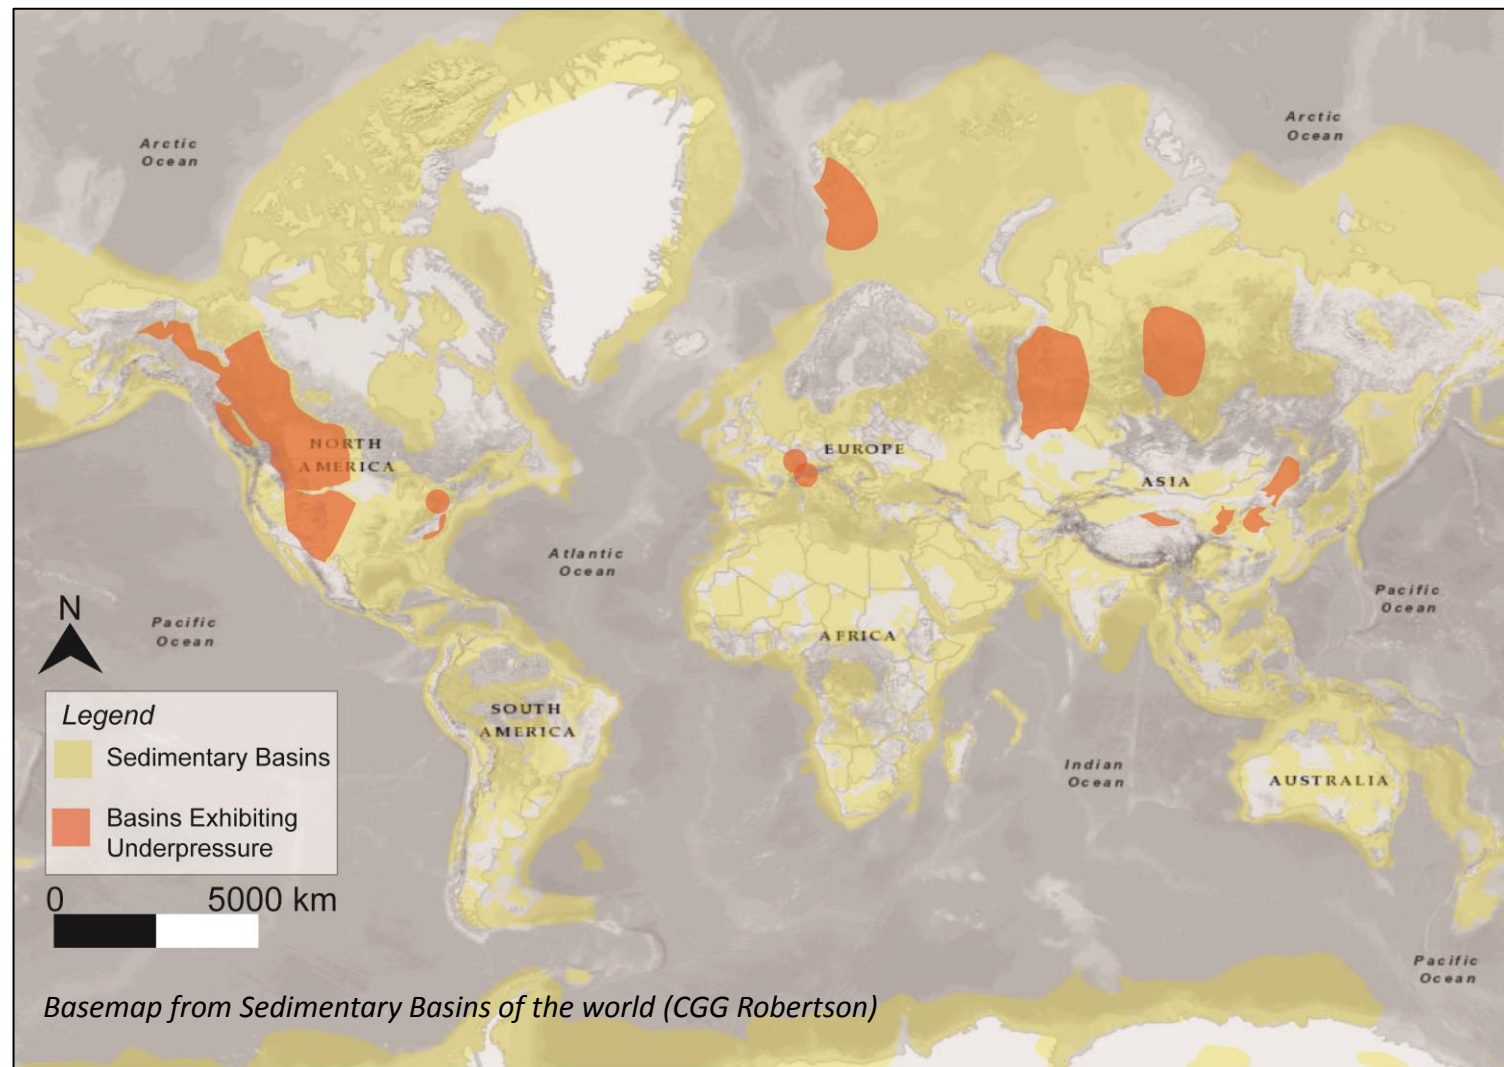 Arctic
Ocean
Arctic
Ocean
NORTH
AMERICA
EUROPE
ASIA
Atlantic
Ocean
Pacific
Ocean
N
Pacific
Ocean
AFRICA
SOUTH
AMERICA
Indian
Ocean
AUSTRALIA
Legend
Sedimentary Basins
Basins Exhibiting
Underpressure
0 5000 km
Pacific
Ocean
Basemap from Sedimentary Basins of the world (CGG Robertson)